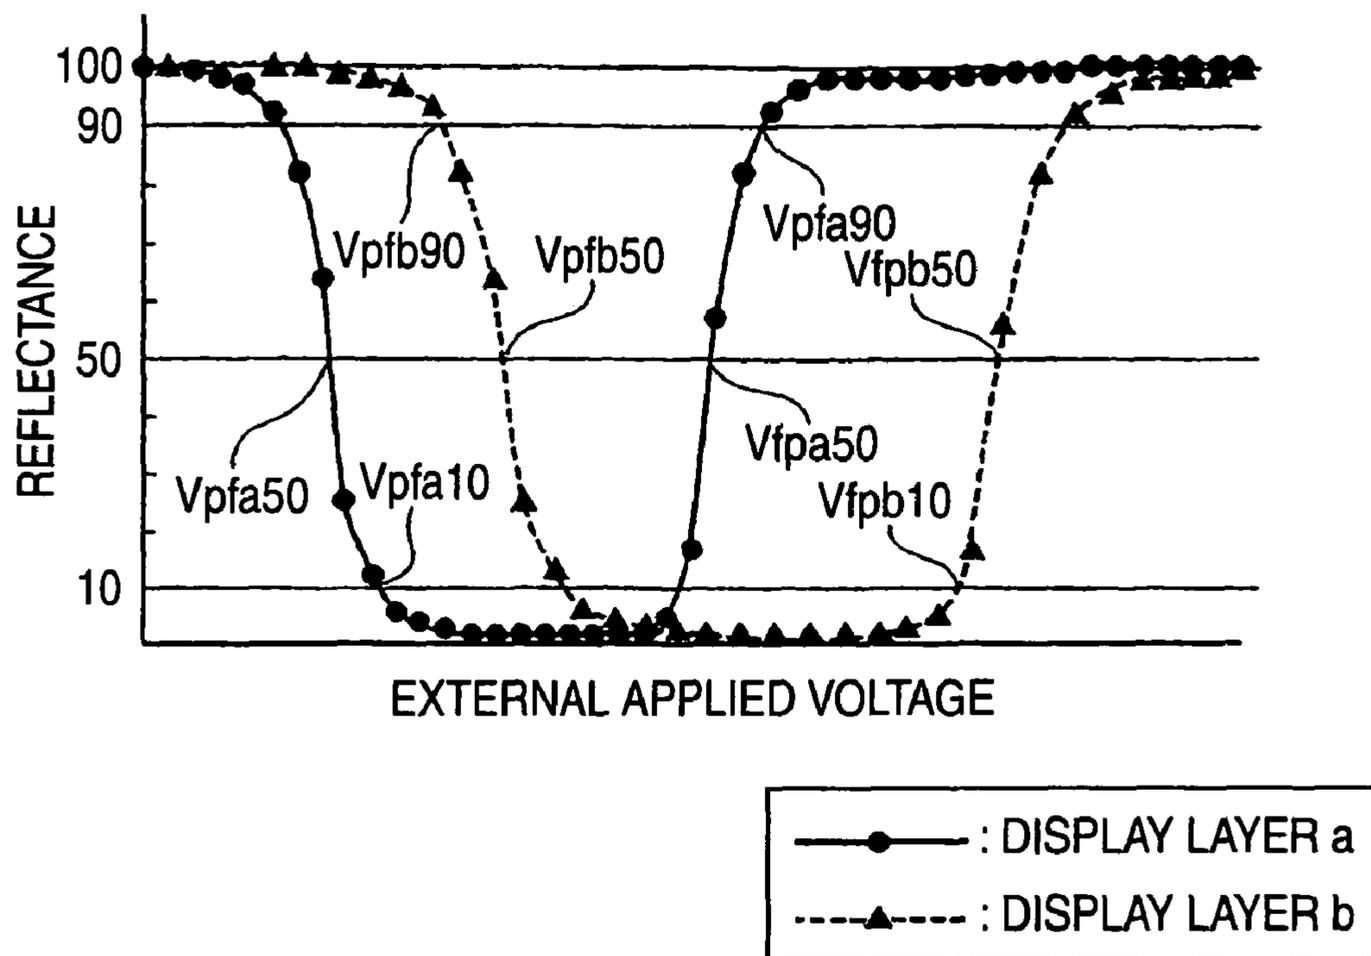 100
90
Vpfb90
Vpfb50
Vpfa90
Vfpb50
REFLECTANCE
50
Vpfa50
Vpfa10
Vfpa50
Vfpb10
10
EXTERNAL APPLIED VOLTAGE
: DISPLAY LAYER a
: DISPLAY LAYER b